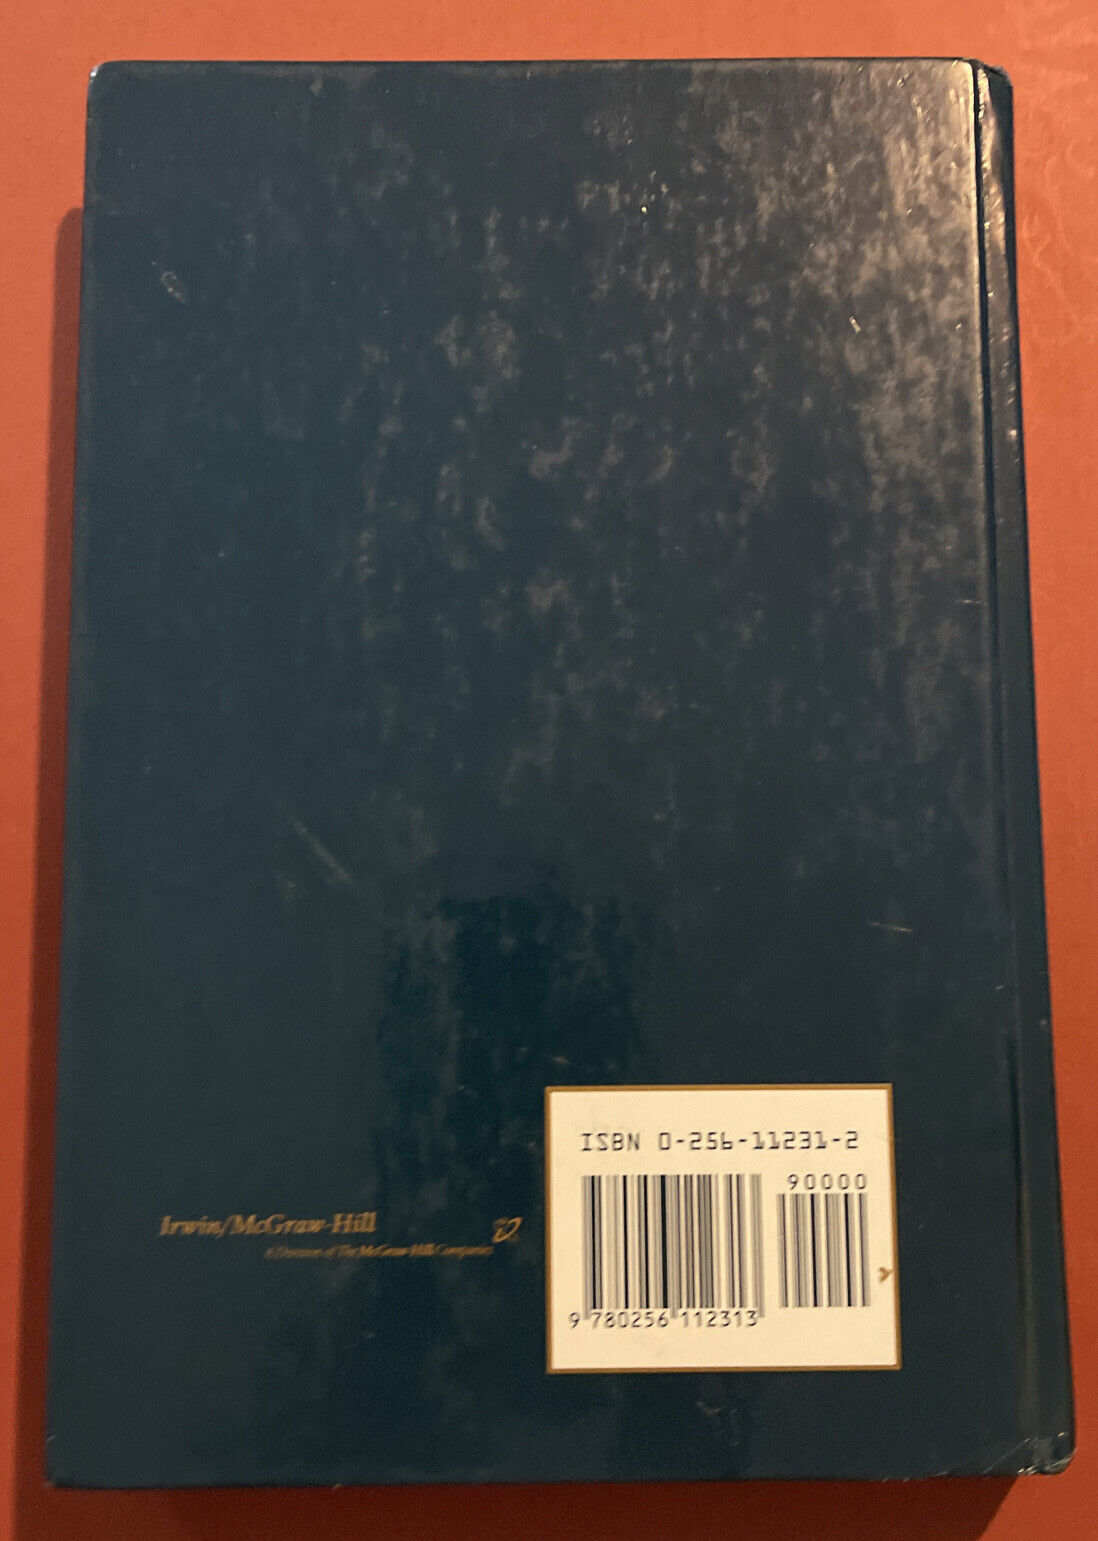 ISBN 0-256-11231-2
90000
9 780256 112313
Irwin/McGraw-Hill
A Division of The McGraw-Hill Companies